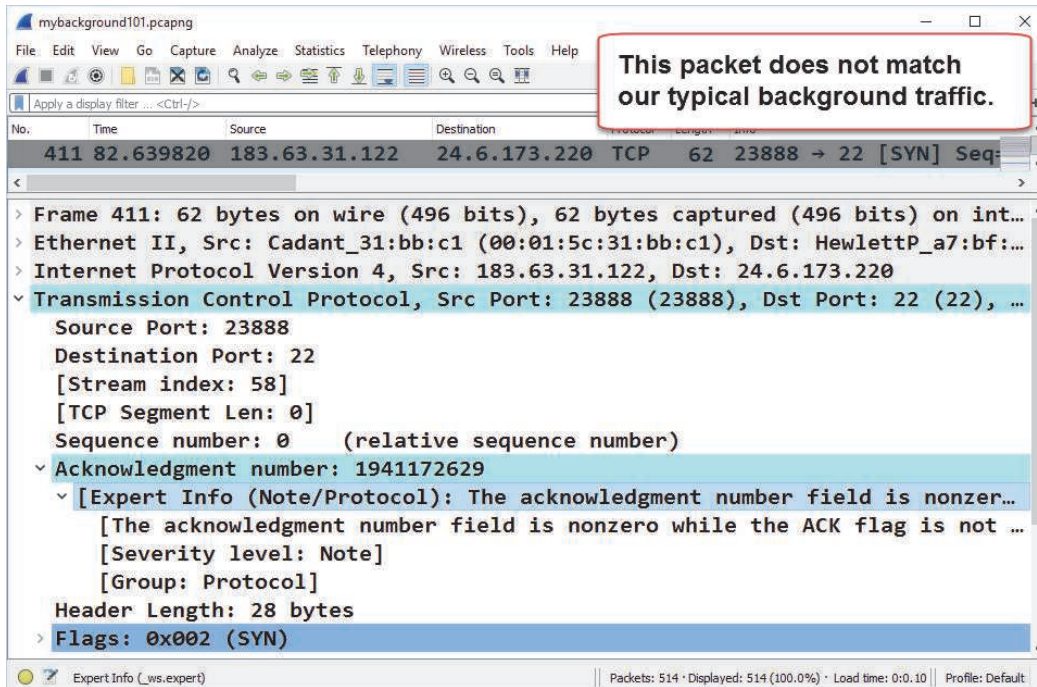 mybackground101.pcapng
File Edit View Go Capture Analyze Statistics Telephony Wireless Tools Help
This packet does not match
our typical background traffic.
Apply a display filter ... <Ctrl-/>
No. Time Source Destination Protocol Length Info
411 82.639820 183.63.31.122 24.6.173.220 TCP 62 23888 → 22 [SYN] Seq=
Frame 411: 62 bytes on wire (496 bits), 62 bytes captured (496 bits) on int…
Ethernet II, Src: Cadant_31:bb:c1 (00:01:5c:31:bb:c1), Dst: HewlettP_a7:bf:…
Internet Protocol Version 4, Src: 183.63.31.122, Dst: 24.6.173.220
Transmission Control Protocol, Src Port: 23888 (23888), Dst Port: 22 (22), …
Source Port: 23888
Destination Port: 22
[Stream index: 58]
[TCP Segment Len: 0]
Sequence number: 0 (relative sequence number)
Acknowledgment number: 1941172629
[Expert Info (Note/Protocol): The acknowledgment number field is nonzer…
[The acknowledgment number field is nonzero while the ACK flag is not …
[Severity level: Note]
[Group: Protocol]
Header Length: 28 bytes
Flags: 0x002 (SYN)
Expert Info (_ws.expert) Packets: 514 · Displayed: 514 (100.0%) · Load time: 0:0.10 Profile: Default